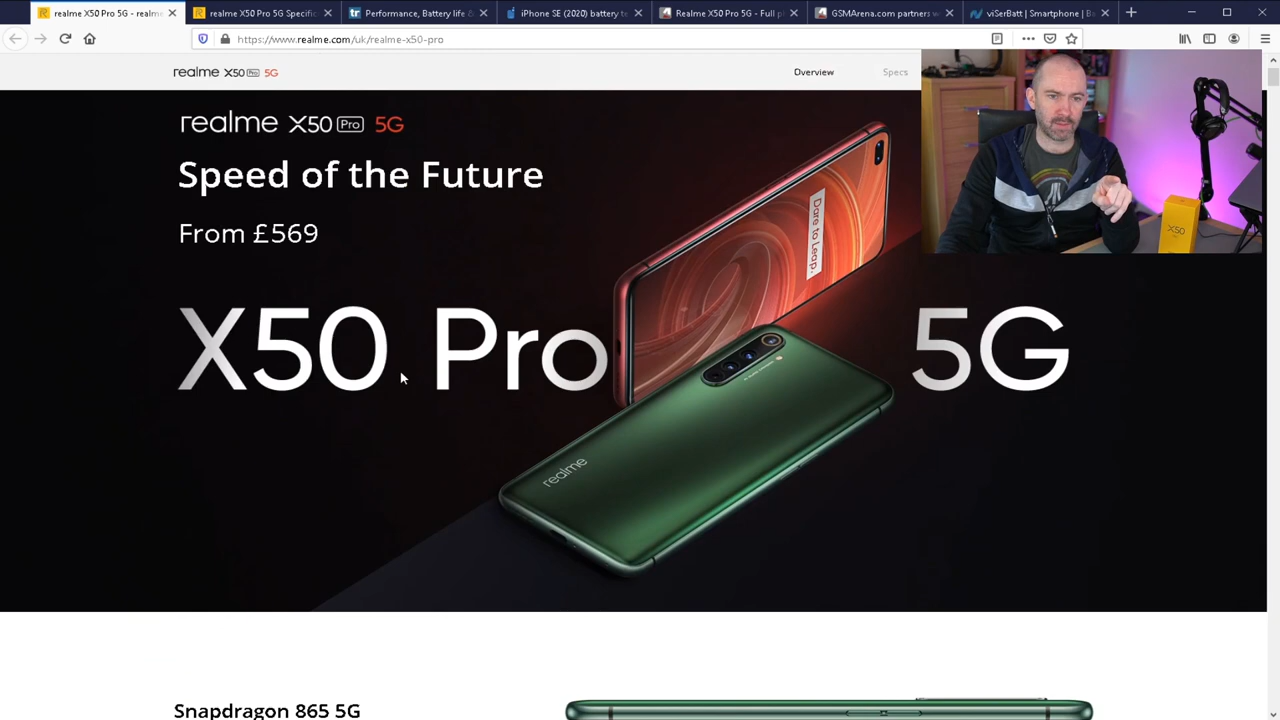 realme X50 Pro 5G - realme
realme X50 Pro 5G Specific
Performance, Battery life &
iPhone SE (2020) battery te
Realme X50 Pro 5G - Full p
GSMArena.com partners w
viSerBatt | Smartphone | Ba
https://www.realme.com/uk/realme-x50-pro
realme X50 Pro 5G
Overview
Specs
realme X50 Pro 5G
Speed of the Future
From £569
X50 Pro 5G
Dare to Leap.
realme
X50
Snapdragon 865 5G